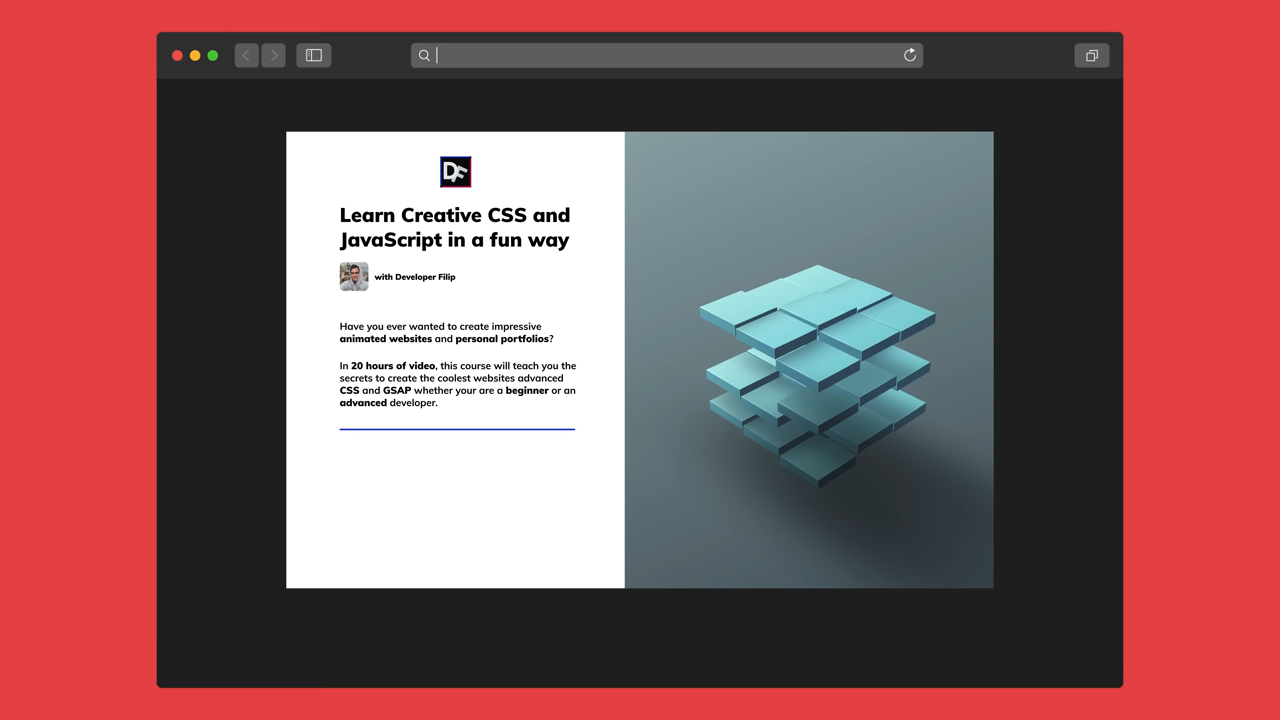 DF
Learn Creative CSS and
JavaScript in a fun way
with Developer Filip
Have you ever wanted to create impressive
animated websites and personal portfolios?
In 20 hours of video, this course will teach you the
secrets to create the coolest websites advanced
CSS and GSAP whether your are a beginner or an
advanced developer.